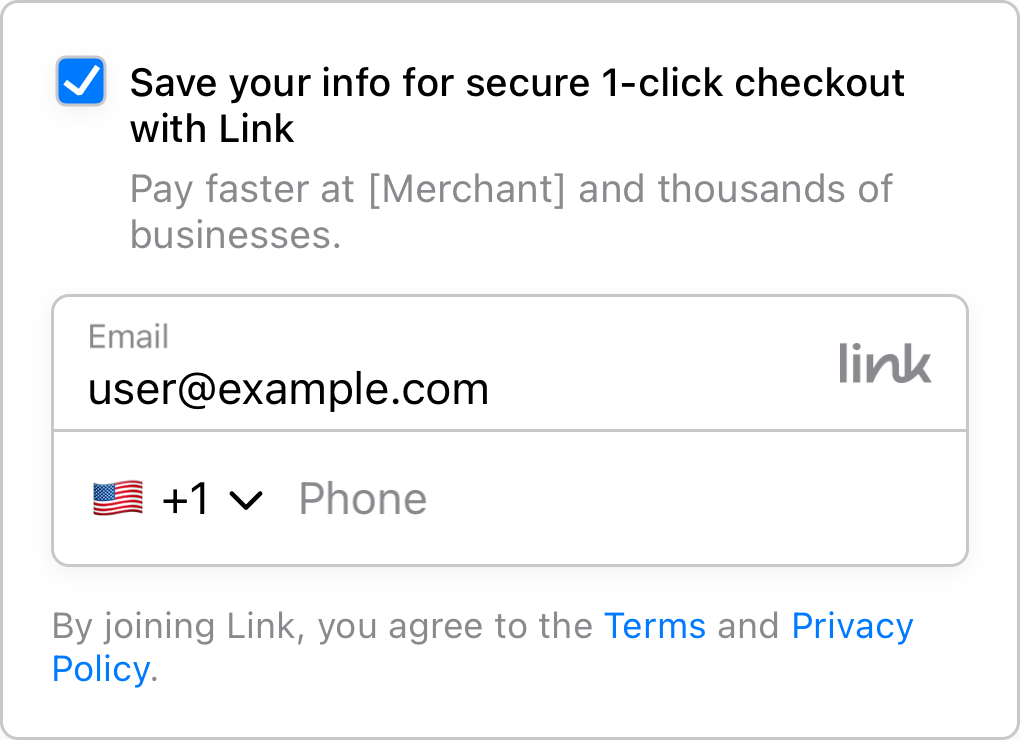 Save your info for secure 1-click checkout
with Link
Pay faster at [Merchant] and thousands of
businesses.
Email
user@example.com
link
+1
Phone
By joining Link, you agree to the Terms and Privacy
Policy.